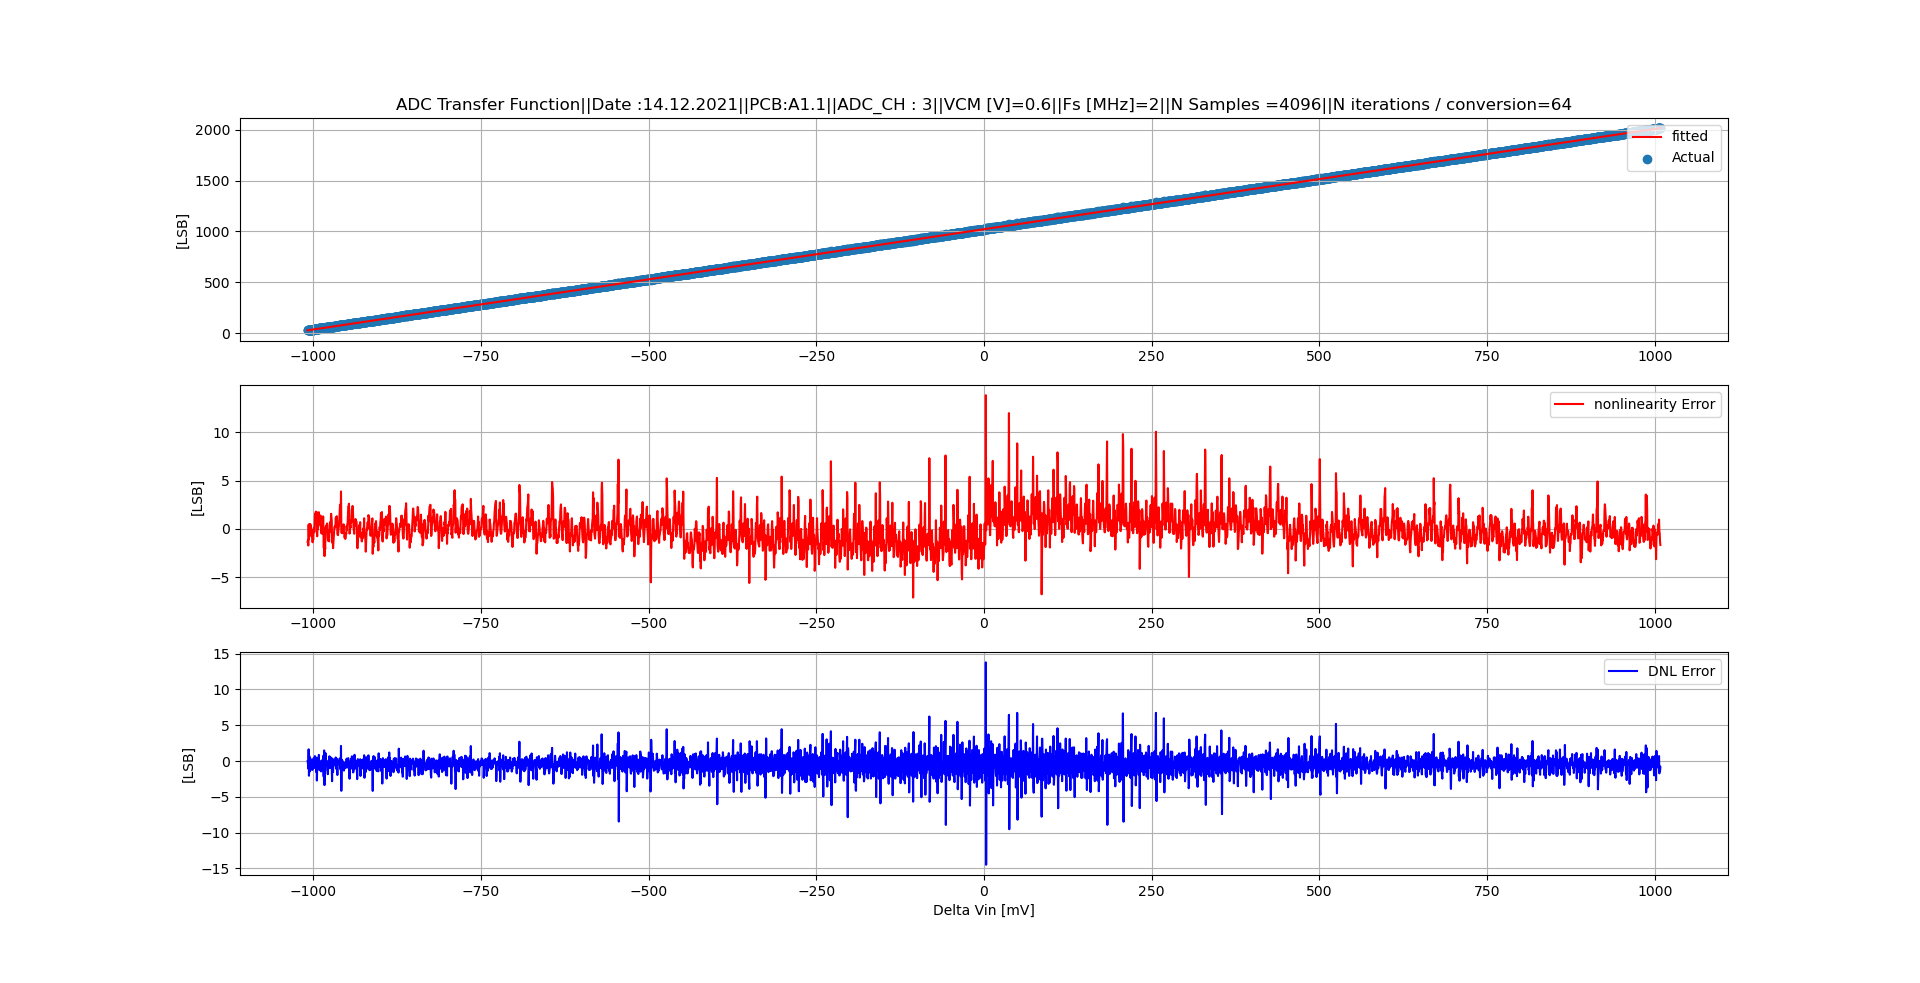 ADC Transfer Function||Date :14.12.2021||PCB:A1.1||ADC_CH : 3||VCM [V]=0.6||Fs [MHz]=2||N Samples =4096||N iterations / conversion=64
2000
1500
1000
500
0
[LSB]
fitted
Actual
−1000 −750 −500 −250 0 250 500 750 1000
10
5
0
−5
[LSB]
nonlinearity Error
−1000 −750 −500 −250 0 250 500 750 1000
15
10
5
0
−5
−10
−15
[LSB]
DNL Error
−1000 −750 −500 −250 0 250 500 750 1000
Delta Vin [mV]